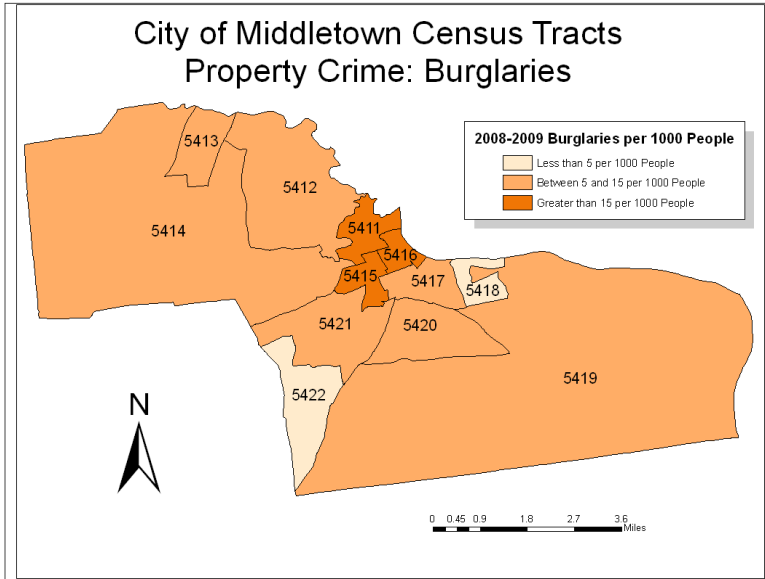 City of Middletown Census Tracts
Property Crime: Burglaries
2008-2009 Burglaries per 1000 People
Less than 5 per 1000 People
Between 5 and 15 per 1000 People
Greater than 15 per 1000 People
5413
5412
5414
5411
5416
5415
5417
5418
5421
5420
5419
5422
N
0 0.45 0.9 1.8 2.7 3.6
Miles